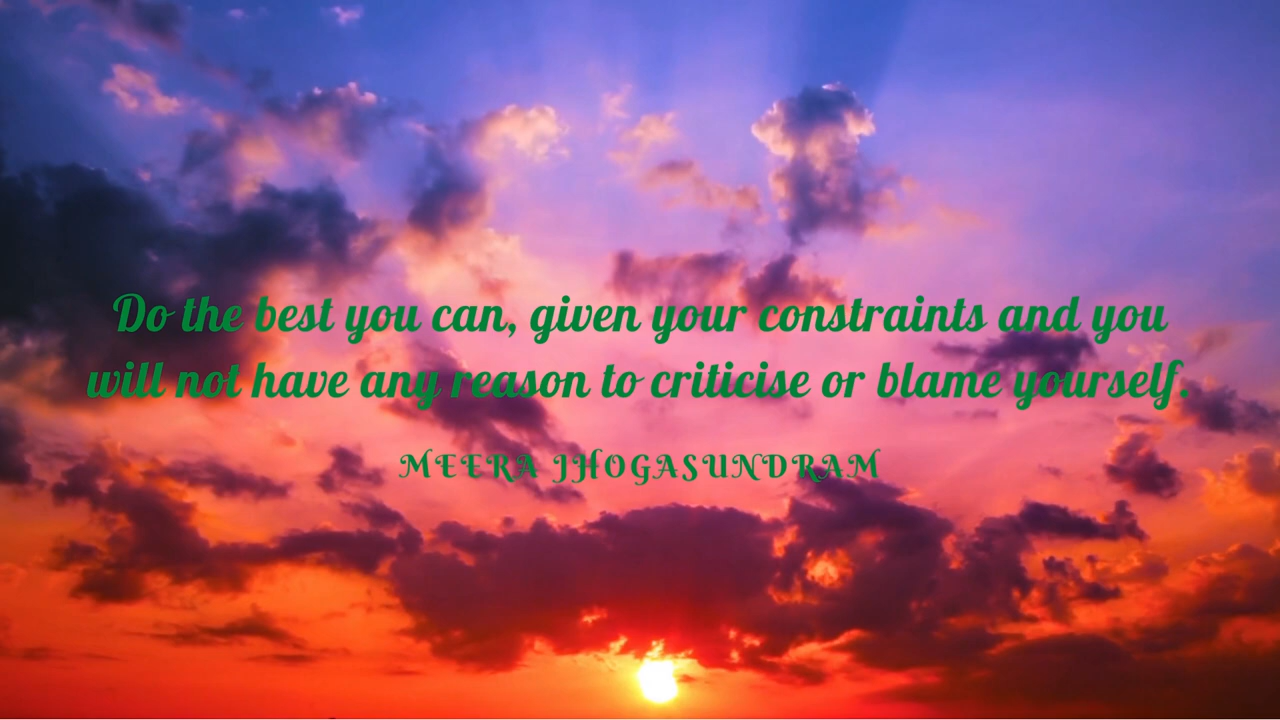 Do the best you can, given your constraints and you
will not have any reason to criticise or blame yourself.
MEERA JHOGASUNDRAM